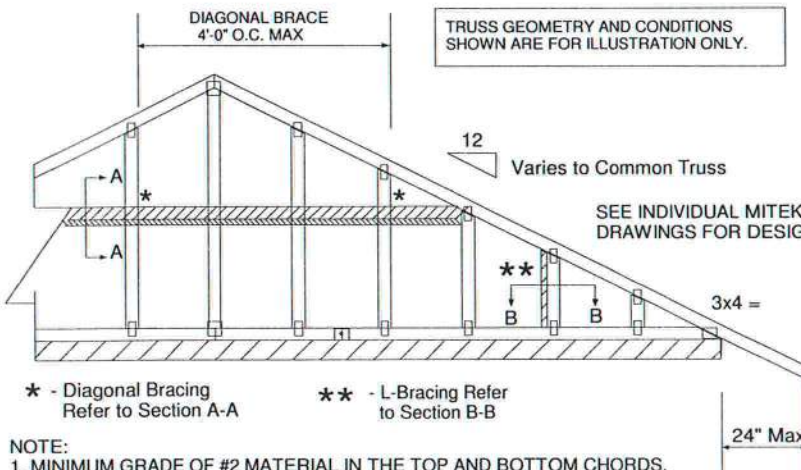 DIAGONAL BRACE
4'-0" O.C. MAX
TRUSS GEOMETRY AND CONDITIONS
SHOWN ARE FOR ILLUSTRATION ONLY.
12
Varies to Common Truss
A
*
*
A
SEE INDIVIDUAL MITEK
DRAWINGS FOR DESIG
**
B
B
3x4 =
* - Diagonal Bracing
Refer to Section A-A
** - L-Bracing Refer
to Section B-B
24" Max
NOTE:
1. MINIMUM GRADE OF #2 MATERIAL IN THE TOP AND BOTTOM CHORDS.